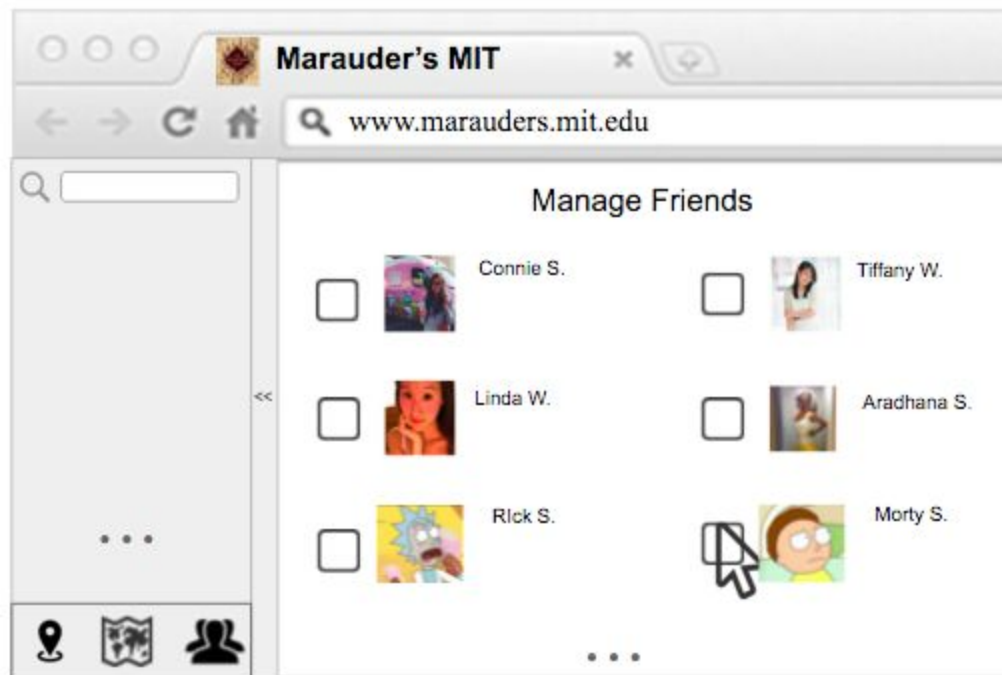 Marauder's MIT
www.marauders.mit.edu
Manage Friends
Connie S.
Tiffany W.
Linda W.
Aradhana S.
<<
RIck S.
Morty S.